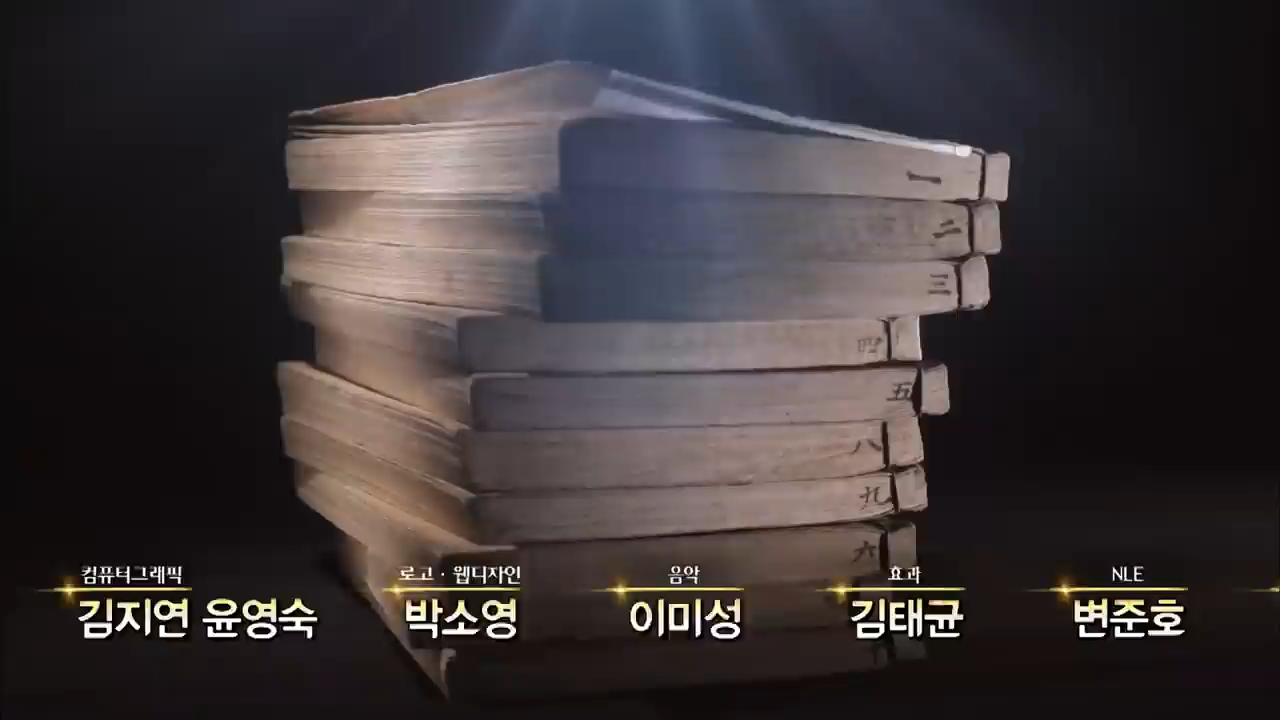 一
二
三
四
五
八
九
六
컴퓨터그래픽 로고·웹디자인 음악 효과 NLE
김지연 윤영숙 박소영 이미성 김태균 변준호